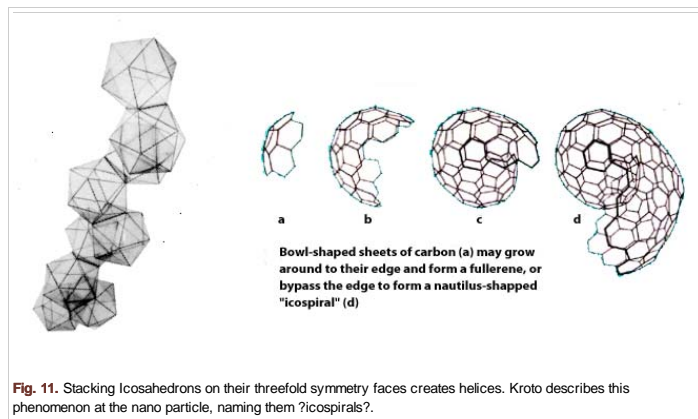 a
b
c
d
Bowl-shaped sheets of carbon (a) may grow
around to their edge and form a fullerene, or
bypass the edge to form a nautilus-shapped
"icospiral" (d)
Fig. 11. Stacking Icosahedrons on their threefold symmetry faces creates helices. Kroto describes this
phenomenon at the nano particle, naming them ?icospirals?.